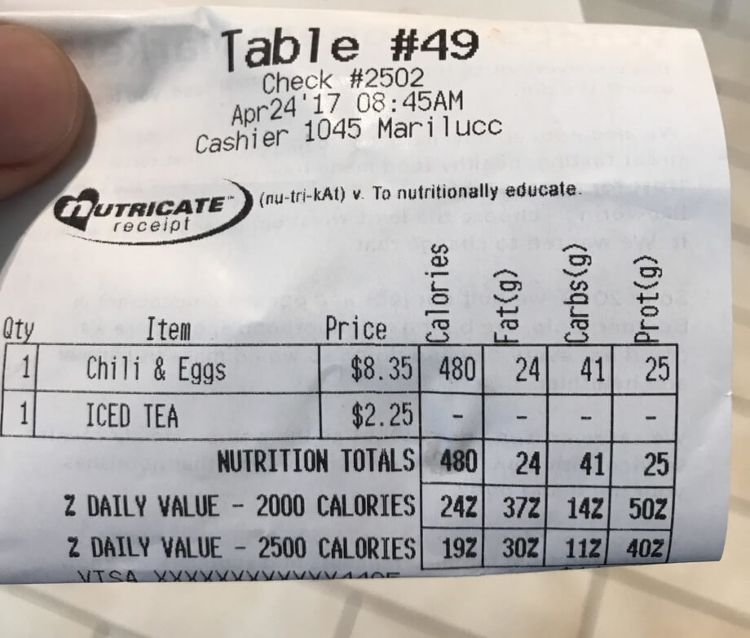 Table #49
Check #2502
Apr24'17 08:45AM
Cashier 1045 Marilucc
NUTRICATE™ receipt (nu-tri-kAt) v. To nutritionally educate.
Qty Item Price Calories Fat(g) Carbs(g) Prot(g)
1 Chili & Eggs $8.35 480 24 41 25
1 ICED TEA $2.25 - - - -
NUTRITION TOTALS 480 24 41 25
% DAILY VALUE - 2000 CALORIES 24% 37% 14% 50%
% DAILY VALUE - 2500 CALORIES 19% 30% 11% 40%
VISA